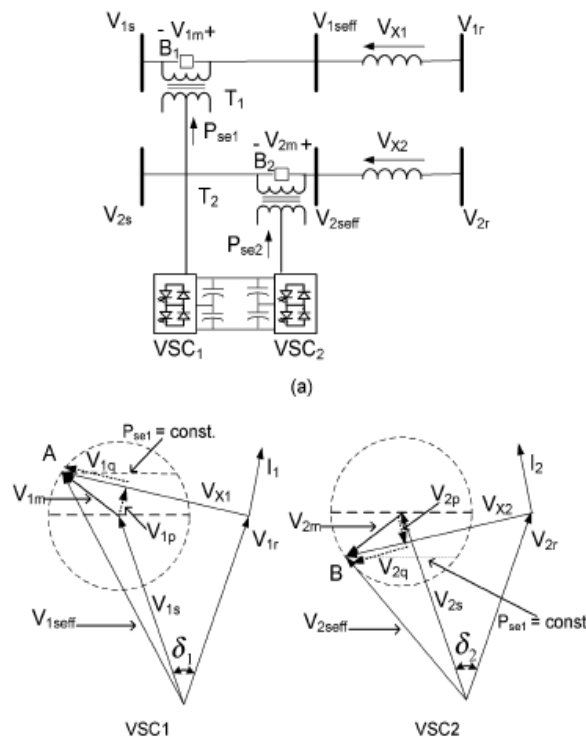 V1s - V1m + V1seff VX1 V1r
B1
T1
Pse1
- V2m +
B2 VX2
T2
V2s V2seff V2r
Pse2
VSC1 VSC2
(a)
Pse1 = const.
A V1q I1
V1m VX1
V1p V1r
V1s
V1seff
δ1
VSC1
I2
V2p
V2m VX2
V2r
B V2q
V2s
Pse1 = const
V2seff
δ2
VSC2